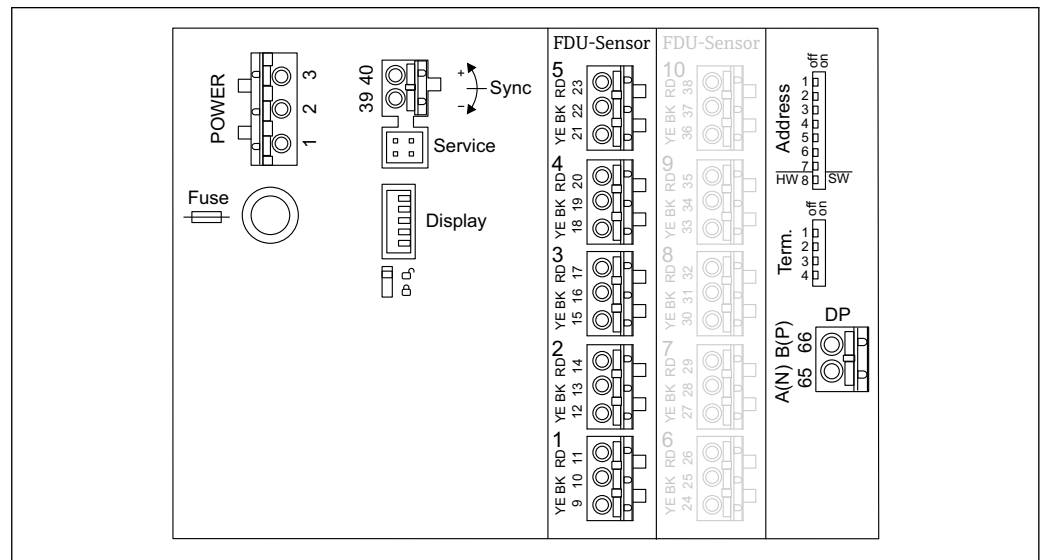 POWER
3
2
1
39 40
+
-
Sync
Service
Fuse
Display
FDU-Sensor
5
YE BK RD
21 22 23
4
YE BK RD
18 19 20
3
YE BK RD
15 16 17
2
YE BK RD
12 13 14
1
YE BK RD
9 10 11
FDU-Sensor
10
YE BK RD
36 37 38
9
YE BK RD
33 34 35
8
YE BK RD
30 31 32
7
YE BK RD
27 28 29
6
YE BK RD
24 25 26
Address
off
on
1
2
3
4
5
6
7
HW 8 SW
Term.
off
on
1
2
3
4
DP
A(N) B(P)
65 66